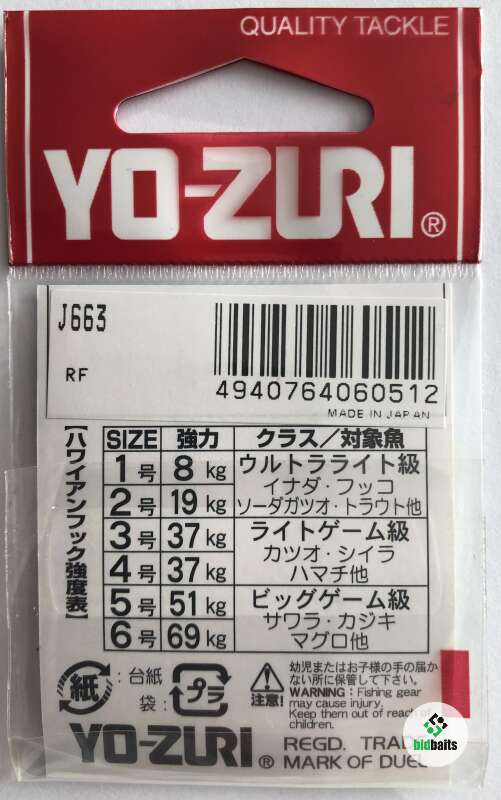 QUALITY TACKLE
YO-ZURI ®
J663
RF
4940764060512
MADE IN JAPAN
【ハワイアンフック強度表】
SIZE 強力 クラス/対象魚
1号 8kg ウルトラライト級
イナダ・フッコ
2号 19kg ソーダガツオ・トラウト他
3号 37kg ライトゲーム級
カツオ・シイラ
4号 37kg ハマチ他
5号 51kg ビッグゲーム級
サワラ・カジキ
6号 69kg マグロ他
紙 : 台紙
袋 : プラ
注意!
幼児またはお子様の手の届か
ない所に保管して下さい。
WARNING : Fishing gear
may cause injury.
Keep them out of reach of
children.
YO-ZURI ® REGD. TRADE
MARK OF DUEL
bidbaits